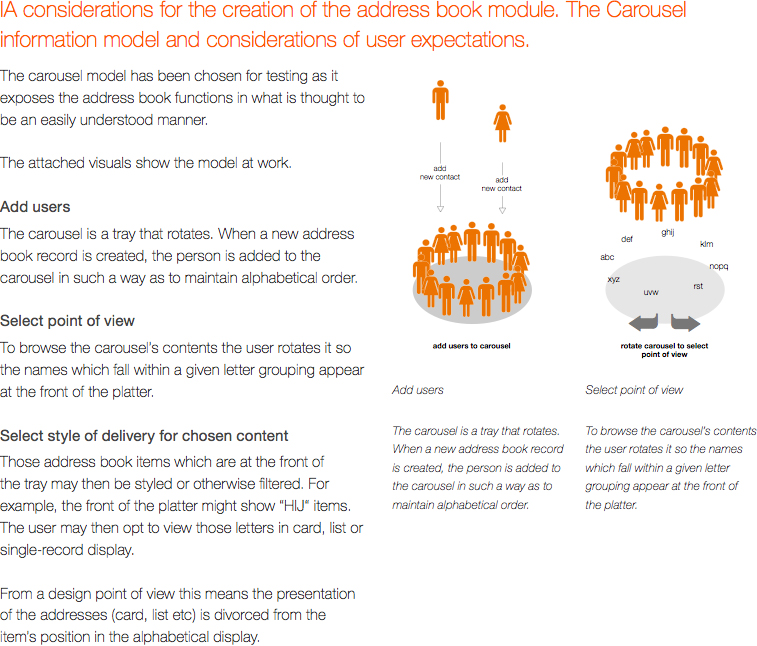 IA considerations for the creation of the address book module. The Carousel
information model and considerations of user expectations.
The carousel model has been chosen for testing as it
exposes the address book functions in what is thought to
be an easily understood manner.
The attached visuals show the model at work.
Add users
The carousel is a tray that rotates. When a new address
book record is created, the person is added to the
carousel in such a way as to maintain alphabetical order.
Select point of view
To browse the carousel's contents the user rotates it so
the names which fall within a given letter grouping appear
at the front of the platter.
Select style of delivery for chosen content
Those address book items which are at the front of
the tray may then be styled or otherwise filtered. For
example, the front of the platter might show "HIJ" items.
The user may then opt to view those letters in card, list or
single-record display.
From a design point of view this means the presentation
of the addresses (card, list etc) is divorced from the
item's position in the alphabetical display.
add
new contact
add
new contact
add users to carousel
Add users
The carousel is a tray that rotates.
When a new address book record
is created, the person is added to
the carousel in such a way as to
maintain alphabetical order.
ghij
def
klm
abc
nopq
xyz
rst
uvw
rotate carousel to select
point of view
Select point of view
To browse the carousel's contents
the user rotates it so the names
which fall within a given letter
grouping appear at the front of
the platter.